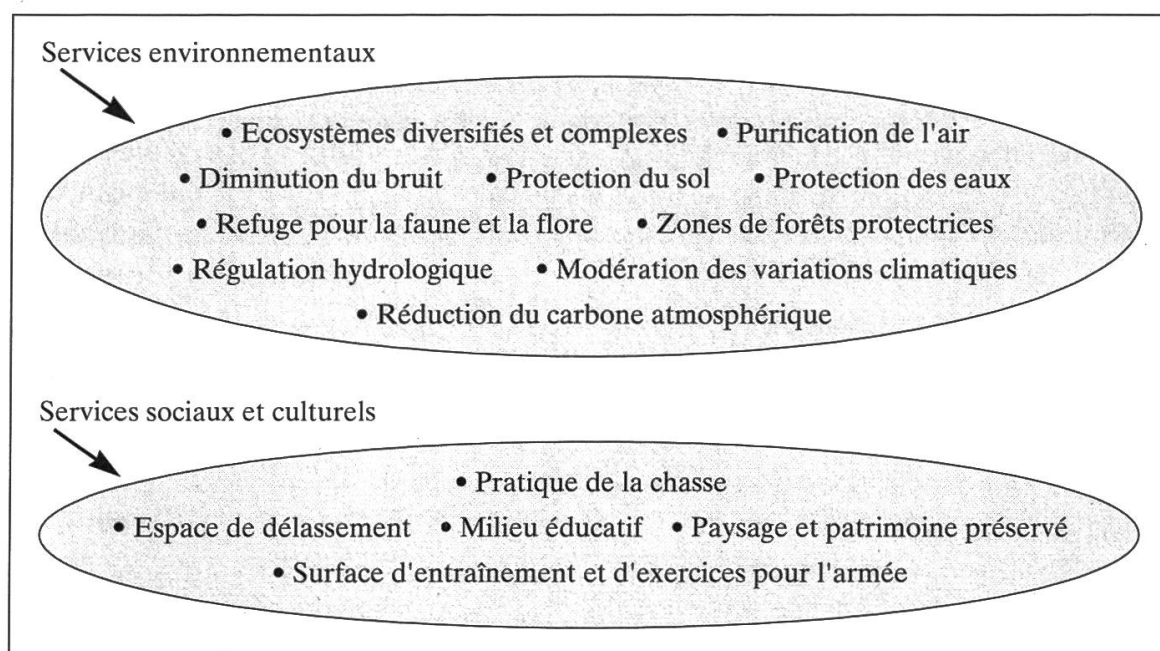 Services environnementaux
• Ecosystèmes diversifiés et complexes • Purification de l'air
• Diminution du bruit • Protection du sol • Protection des eaux
• Refuge pour la faune et la flore • Zones de forêts protectrices
• Régulation hydrologique • Modération des variations climatiques
• Réduction du carbone atmosphérique
Services sociaux et culturels
• Pratique de la chasse
• Espace de délassement • Milieu éducatif • Paysage et patrimoine préservé
• Surface d'entraînement et d'exercices pour l'armée